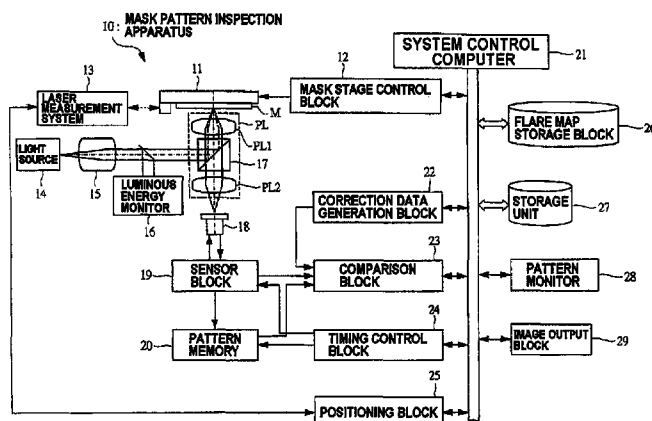 10: MASK PATTERN INSPECTION
APPARATUS
SYSTEM CONTROL
COMPUTER
21
13
LASER
MEASUREMENT
SYSTEM
11
M
12
MASK STAGE CONTROL
BLOCK
PL
PL1
17
PL2
LIGHT
SOURCE
14
15
LUMINOUS
ENERGY
MONITOR
16
18
FLARE MAP
STORAGE BLOCK
26
22
CORRECTION DATA
GENERATION BLOCK
STORAGE
UNIT
27
19
SENSOR
BLOCK
23
COMPARISON
BLOCK
PATTERN
MONITOR
28
20
PATTERN
MEMORY
24
TIMING CONTROL
BLOCK
IMAGE OUTPUT
BLOCK
29
25
POSITIONING BLOCK